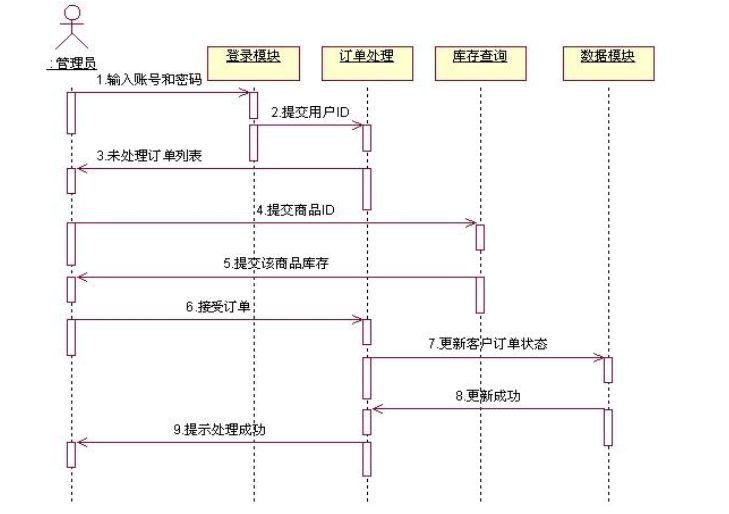 :管理员
登录模块
订单处理
库存查询
数据模块
1.输入账号和密码
2.提交用户ID
3.未处理订单列表
4.提交商品ID
5.提交该商品库存
6.接受订单
7.更新客户订单状态
8.更新成功
9.提示处理成功